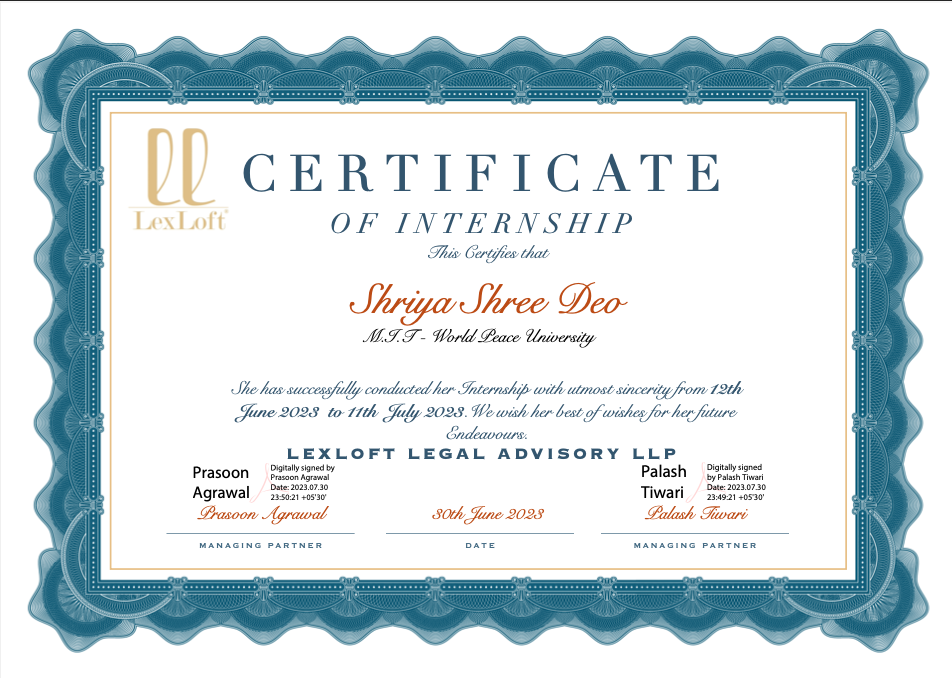 ll
LexLoft®
CERTIFICATE
OF INTERNSHIP
This Certifies that
Shriya Shree Deo
M.I.T - World Peace University
She has successfully conducted her Internship with utmost sincerity from 12th
June 2023 to 11th July 2023. We wish her best of wishes for her future
Endeavours.
LEXLOFT LEGAL ADVISORY LLP
Prasoon
Agrawal
Digitally signed by
Prasoon Agrawal
Date: 2023.07.30
23:50:21 +05'30'
Palash
Tiwari
Digitally signed
by Palash Tiwari
Date: 2023.07.30
23:49:21 +05'30'
Prasoon Agrawal
30th June 2023
Palash Tiwari
MANAGING PARTNER
DATE
MANAGING PARTNER